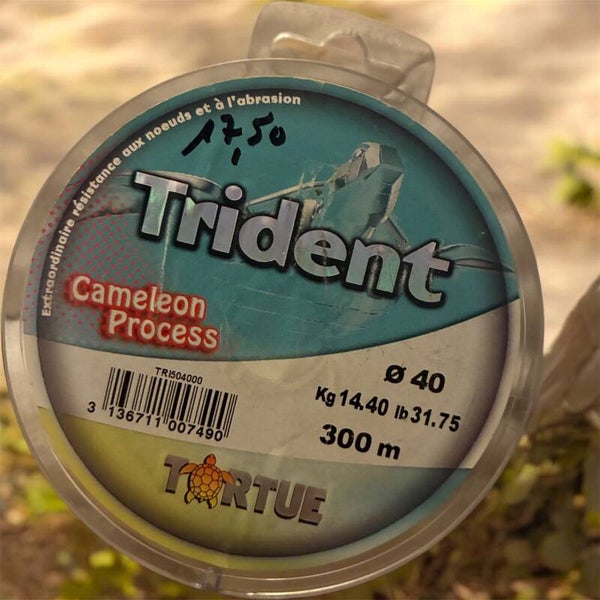 Extraordinaire résistance aux noeuds et à l'abrasion
17,50
Trident
Cameleon
Process
TRI504000
3 136711 007490
Ø 40
Kg 14.40 lb 31.75
300 m
TORTUE